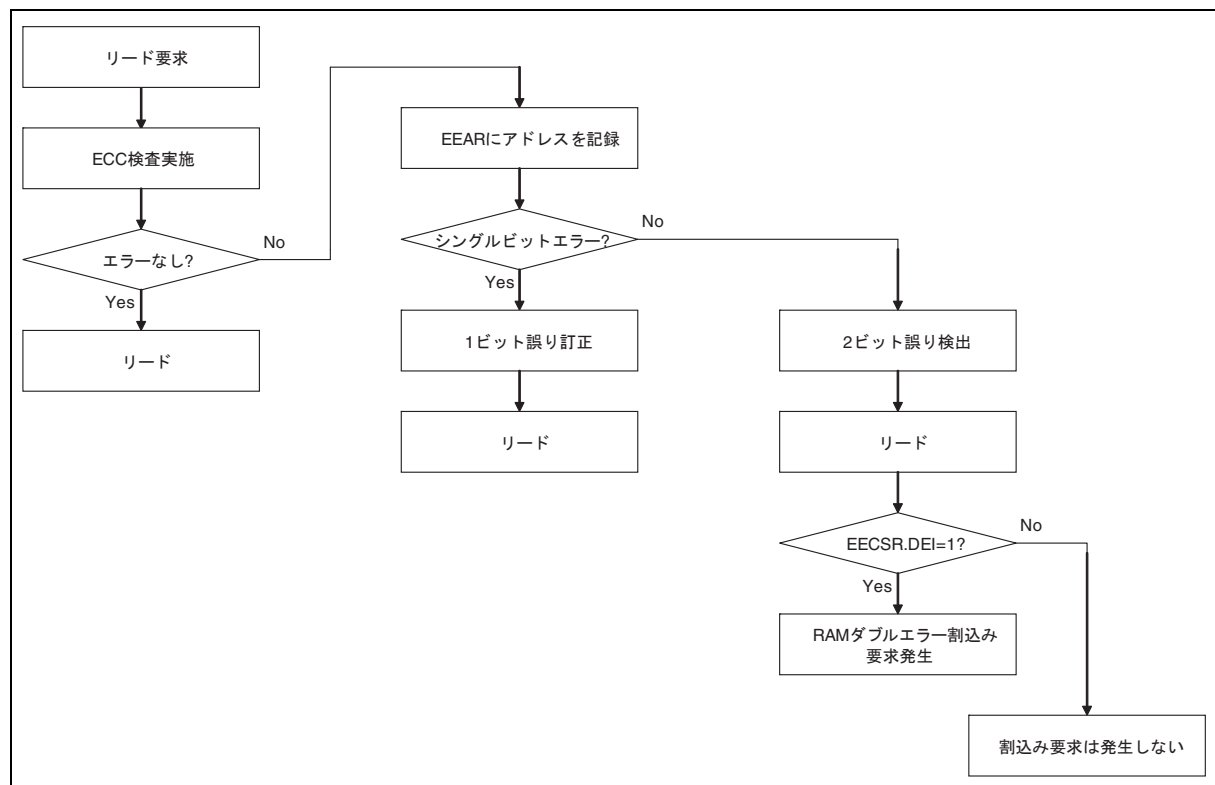 リード要求
ECC検査実施
エラーなし?
No
Yes
リード
EEARにアドレスを記録
シングルビットエラー?
No
Yes
1ビット誤り訂正
リード
2ビット誤り検出
リード
EECSR.DEI=1?
No
Yes
RAMダブルエラー割込み
要求発生
割込み要求は発生しない